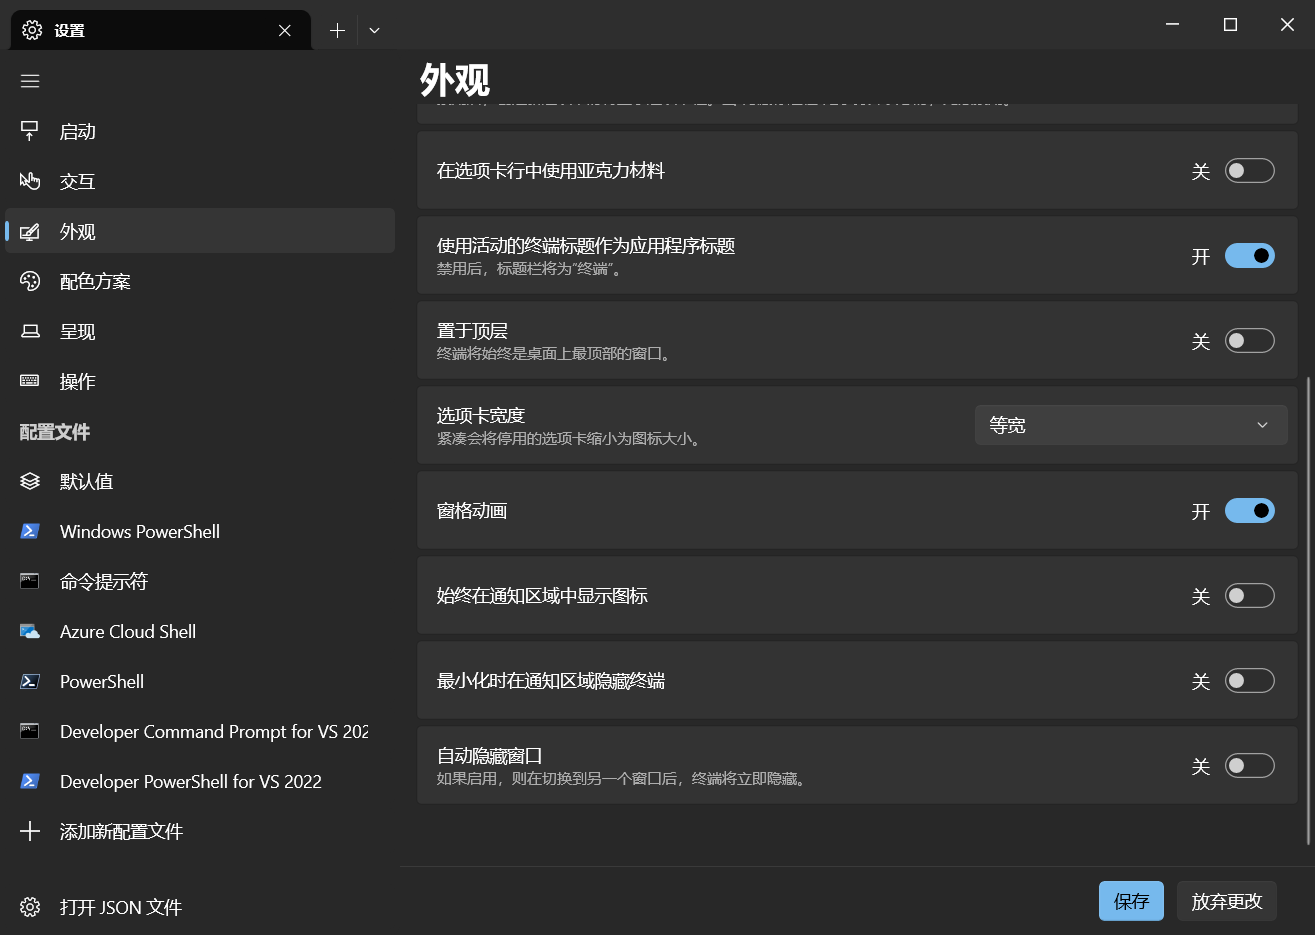 设置
启动
交互
外观
配色方案
呈现
操作
配置文件
默认值
Windows PowerShell
命令提示符
Azure Cloud Shell
PowerShell
Developer Command Prompt for VS 202
Developer PowerShell for VS 2022
添加新配置文件
打开 JSON 文件
外观
在选项卡行中使用亚克力材料
关
使用活动的终端标题作为应用程序标题
禁用后，标题栏将为“终端”。
开
置于顶层
终端将始终是桌面上最顶部的窗口。
关
选项卡宽度
紧凑会将停用的选项卡缩小为图标大小。
等宽
窗格动画
开
始终在通知区域中显示图标
关
最小化时在通知区域隐藏终端
关
自动隐藏窗口
如果启用，则在切换到另一个窗口后，终端将立即隐藏。
关
保存
放弃更改